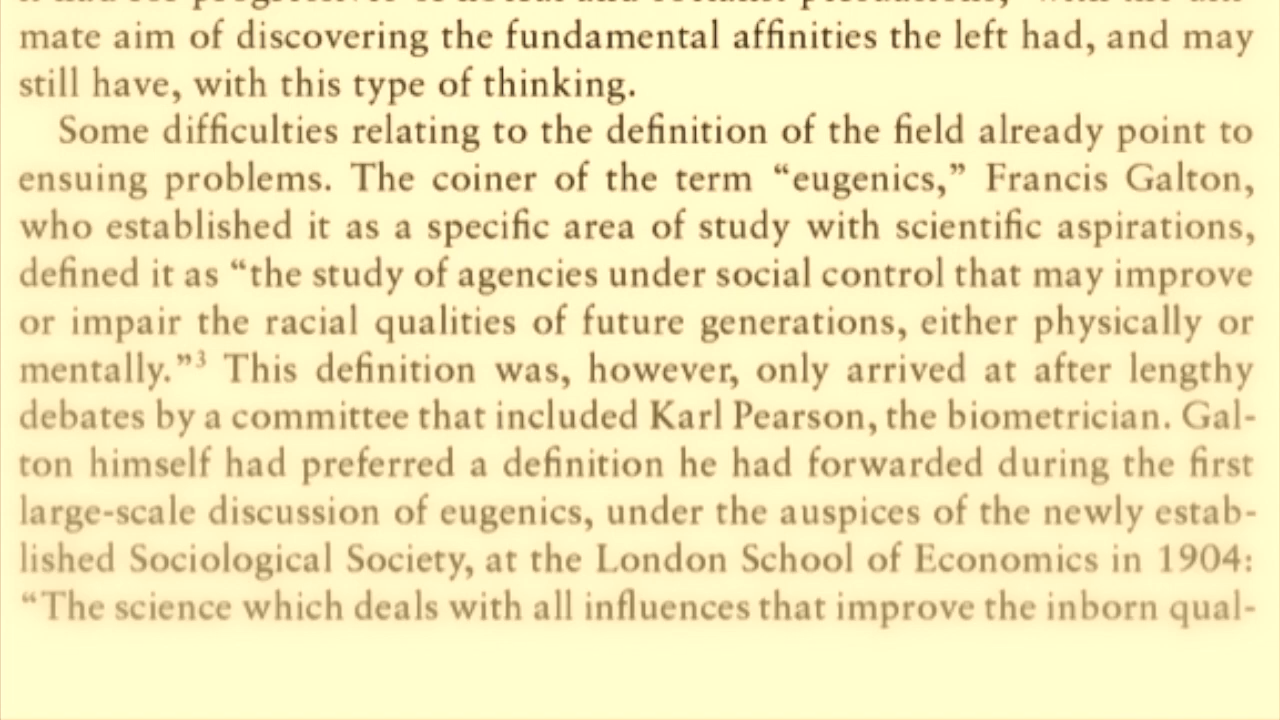 mate aim of discovering the fundamental affinities the left had, and may
still have, with this type of thinking.
Some difficulties relating to the definition of the field already point to
ensuing problems. The coiner of the term “eugenics,” Francis Galton,
who established it as a specific area of study with scientific aspirations,
defined it as “the study of agencies under social control that may improve
or impair the racial qualities of future generations, either physically or
mentally.”³ This definition was, however, only arrived at after lengthy
debates by a committee that included Karl Pearson, the biometrician. Gal-
ton himself had preferred a definition he had forwarded during the first
large-scale discussion of eugenics, under the auspices of the newly estab-
lished Sociological Society, at the London School of Economics in 1904:
“The science which deals with all influences that improve the inborn qual-